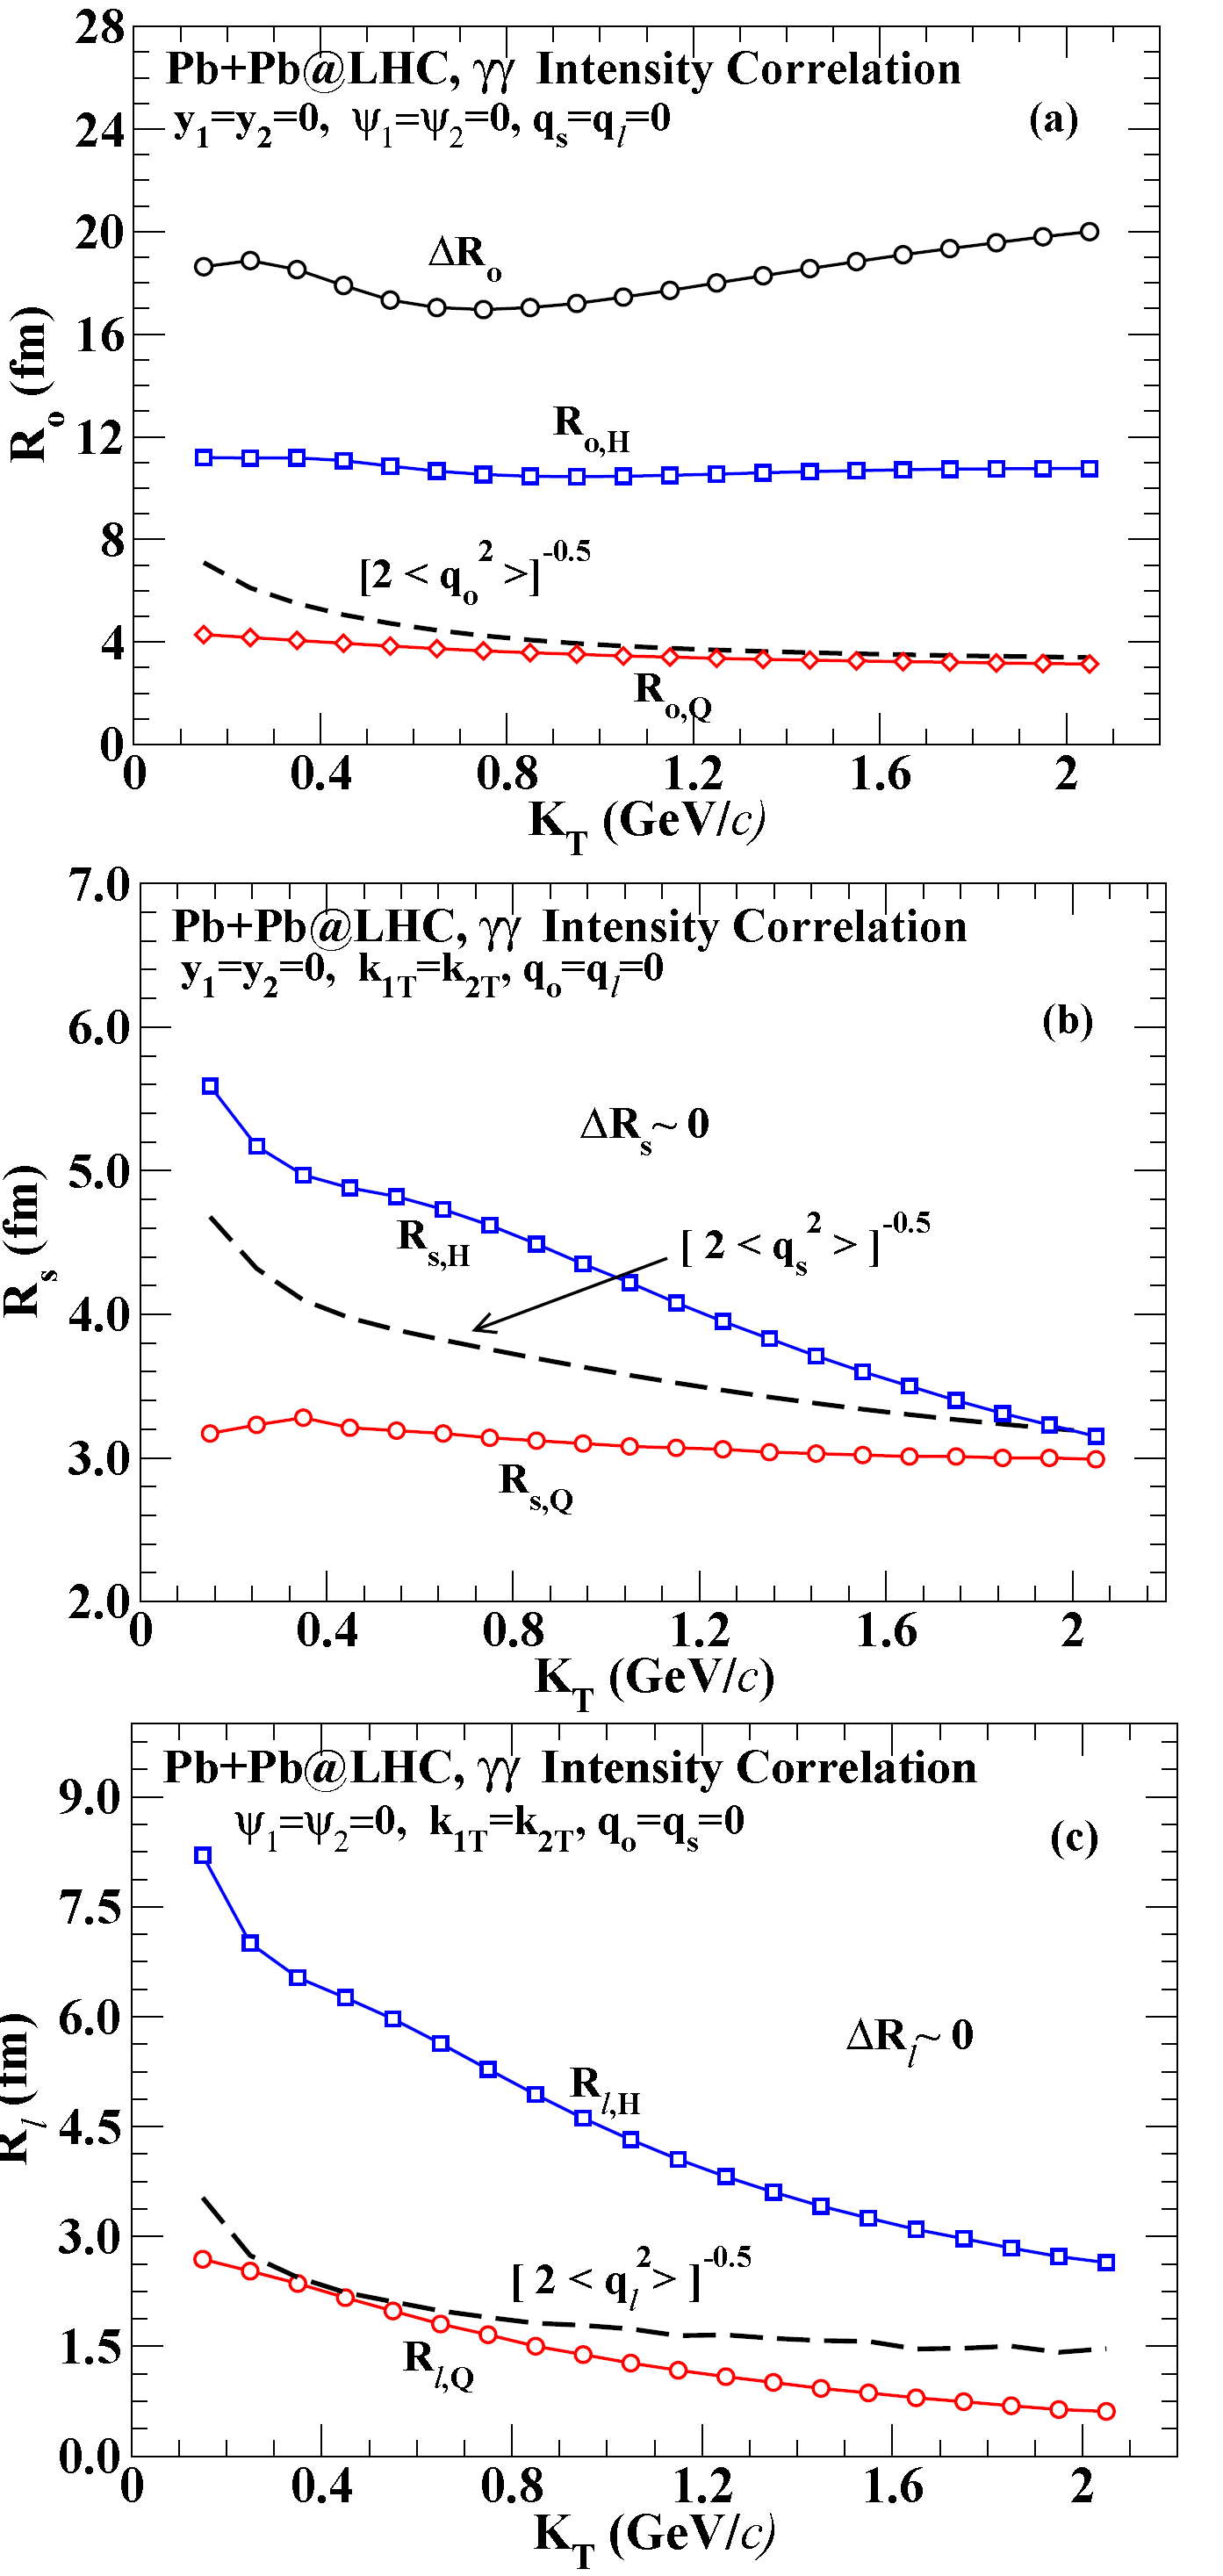 28
Pb+Pb@LHC, γγ Intensity Correlation
y1=y2=0, ψ1=ψ2=0, qs=ql=0
(a)
24
20
ΔRo
16
Ro (fm)
12
Ro,H
8
[2 < qo² >]-0.5
4
Ro,Q
0
0 0.4 0.8 1.2 1.6 2
KT (GeV/c)
7.0
Pb+Pb@LHC, γγ Intensity Correlation
y1=y2=0, k1T=k2T, qo=ql=0
(b)
6.0
ΔRs~ 0
5.0
Rs (fm)
Rs,H
[ 2 < qs² > ]-0.5
4.0
3.0
Rs,Q
2.0
0 0.4 0.8 1.2 1.6 2
KT (GeV/c)
Pb+Pb@LHC, γγ Intensity Correlation
9.0
ψ1=ψ2=0, k1T=k2T, qo=qs=0
(c)
7.5
6.0
ΔRl~ 0
Rl (fm)
Rl,H
4.5
3.0
[ 2 < ql² > ]-0.5
1.5
Rl,Q
0.0
0 0.4 0.8 1.2 1.6 2
KT (GeV/c)